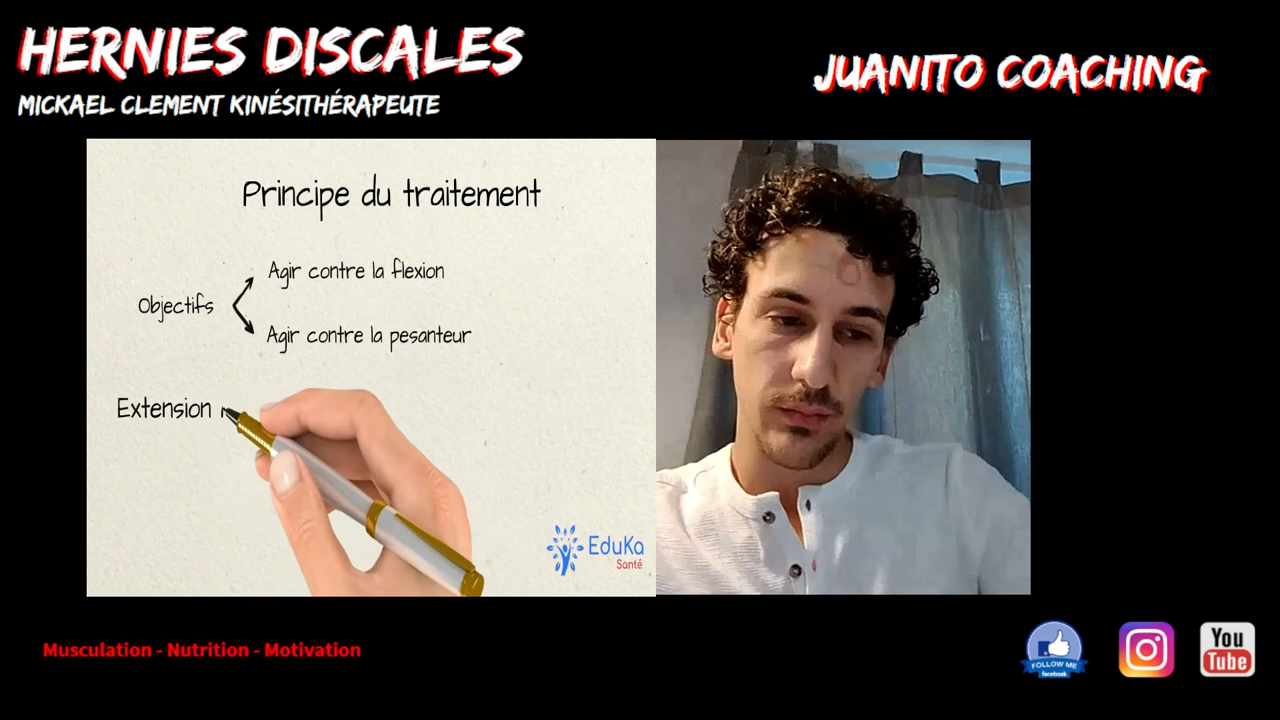 HERNIES DISCALES
MICKAEL CLEMENT KINÉSITHÉRAPEUTE
JUANITO COACHING
Principe du traitement
Agir contre la flexion
Objectifs
Agir contre la pesanteur
Extension
EduKa
Santé
Musculation - Nutrition - Motivation
FOLLOW ME
facebook
You
Tube